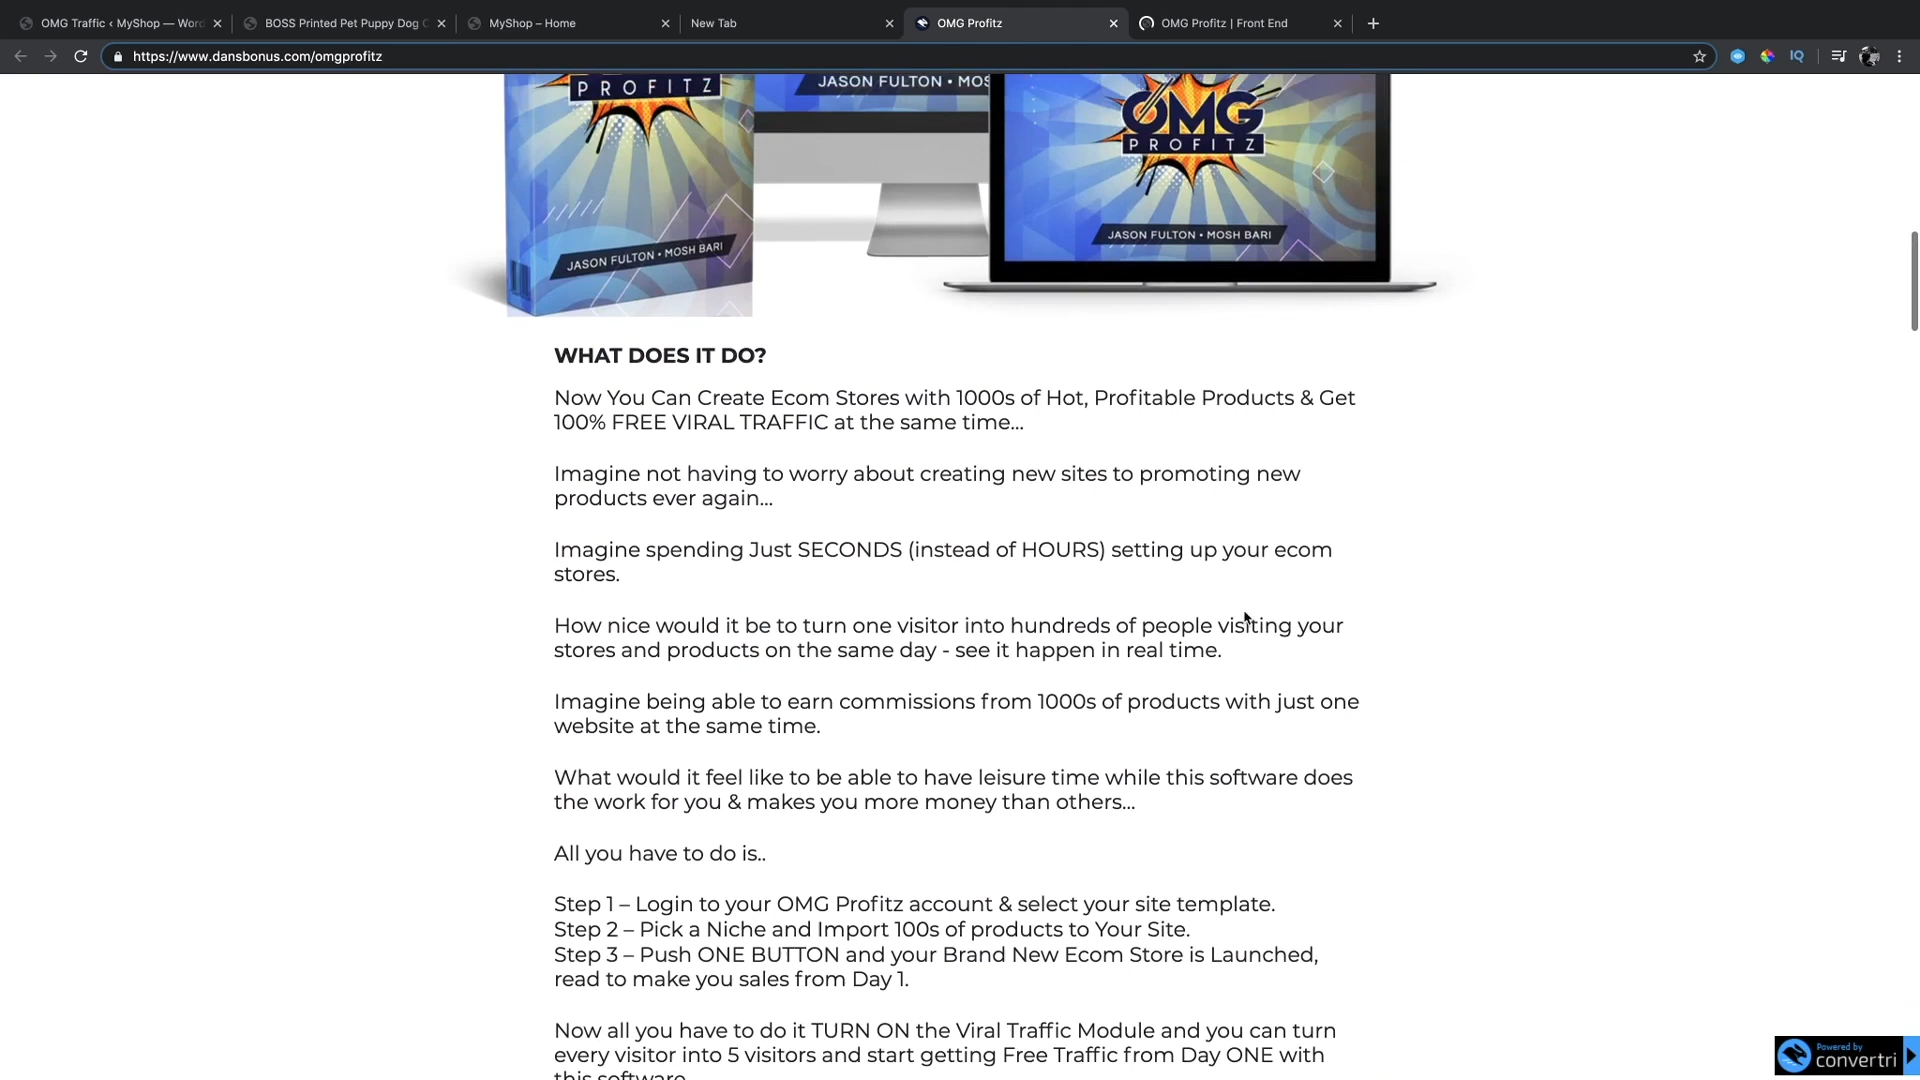 OMG Traffic ‹ MyShop — Word
BOSS Printed Pet Puppy Dog C
MyShop – Home
New Tab
OMG Profitz
OMG Profitz | Front End
https://www.dansbonus.com/omgprofitz
IQ
PROFITZ
JASON FULTON • MOSH BARI
JASON FULTON • MOS
OMG
PROFITZ
JASON FULTON • MOSH BARI
WHAT DOES IT DO?
Now You Can Create Ecom Stores with 1000s of Hot, Profitable Products & Get
100% FREE VIRAL TRAFFIC at the same time...
Imagine not having to worry about creating new sites to promoting new
products ever again...
Imagine spending Just SECONDS (instead of HOURS) setting up your ecom
stores.
How nice would it be to turn one visitor into hundreds of people visiting your
stores and products on the same day - see it happen in real time.
Imagine being able to earn commissions from 1000s of products with just one
website at the same time.
What would it feel like to be able to have leisure time while this software does
the work for you & makes you more money than others...
All you have to do is..
Step 1 – Login to your OMG Profitz account & select your site template.
Step 2 – Pick a Niche and Import 100s of products to Your Site.
Step 3 – Push ONE BUTTON and your Brand New Ecom Store is Launched,
read to make you sales from Day 1.
Now all you have to do it TURN ON the Viral Traffic Module and you can turn
every visitor into 5 visitors and start getting Free Traffic from Day ONE with
this software
Powered by
convertri